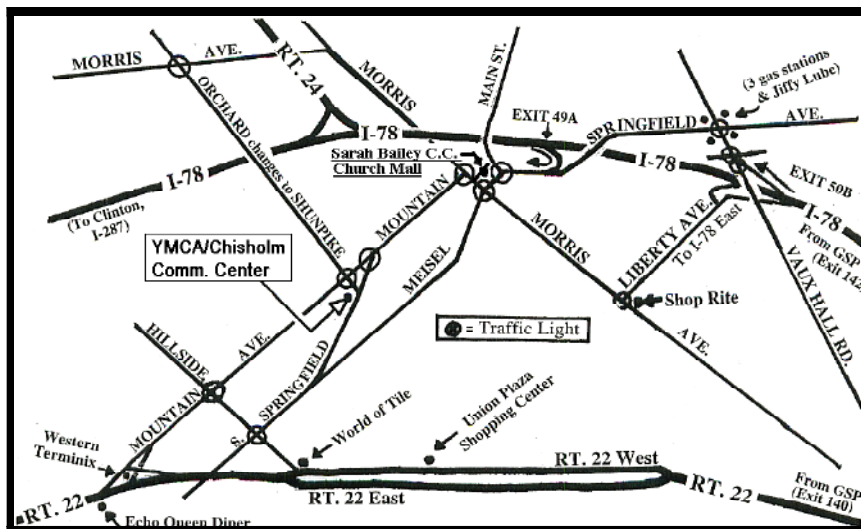 MORRIS AVE.
RT. 24
MORRIS
MAIN ST.
EXIT 49A
(3 gas stations
& Jiffy Lube)
SPRINGFIELD AVE.
ORCHARD changes to SHUNPIKE
I-78
Sarah Bailey C.C.
Church Mall
I-78
(To Clinton,
I-287)
I-78
EXIT 50B
I-78
From GSP
(Exit 142
YMCA/Chisholm
Comm. Center
MOUNTAIN
MEISEL
MORRIS
LIBERTY AVE.
To I-78 East
VAUX HALL RD.
Shop Rite
AVE.
= Traffic Light
HILLSIDE
AVE.
MOUNTAIN
S. SPRINGFIELD
World of Tile
Union Plaza
Shopping Center
Western
Terminix
RT. 22
RT. 22 West
RT. 22 East
RT. 22
From GSP
(Exit 140)
Echo Queen Diner